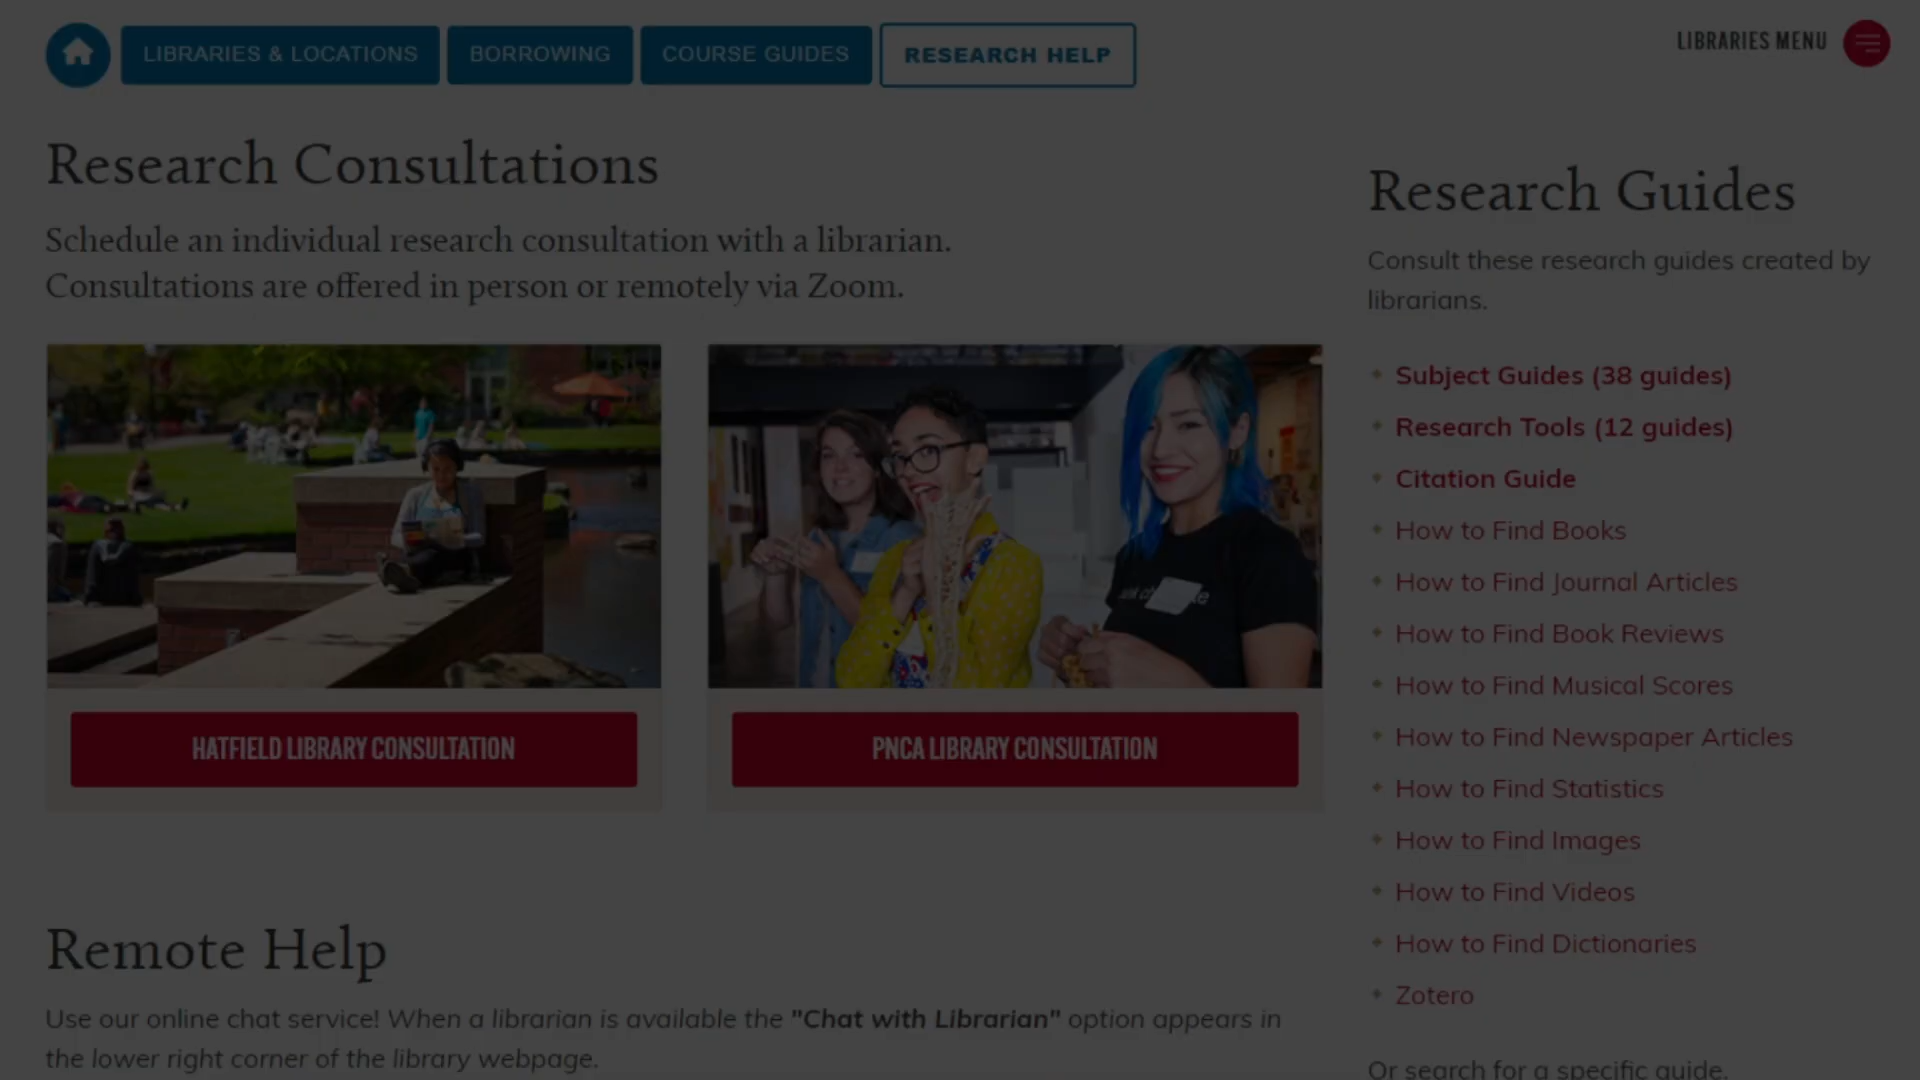 LIBRARIES & LOCATIONS
BORROWING
COURSE GUIDES
RESEARCH HELP
LIBRARIES MENU
Research Consultations
Schedule an individual research consultation with a librarian.
Consultations are offered in person or remotely via Zoom.
HATFIELD LIBRARY CONSULTATION
PNCA LIBRARY CONSULTATION
Remote Help
Use our online chat service! When a librarian is available the "Chat with Librarian" option appears in
the lower right corner of the library webpage.
Research Guides
Consult these research guides created by
librarians.
Subject Guides (38 guides)
Research Tools (12 guides)
Citation Guide
How to Find Books
How to Find Journal Articles
How to Find Book Reviews
How to Find Musical Scores
How to Find Newspaper Articles
How to Find Statistics
How to Find Images
How to Find Videos
How to Find Dictionaries
Zotero
Or search for a specific guide.